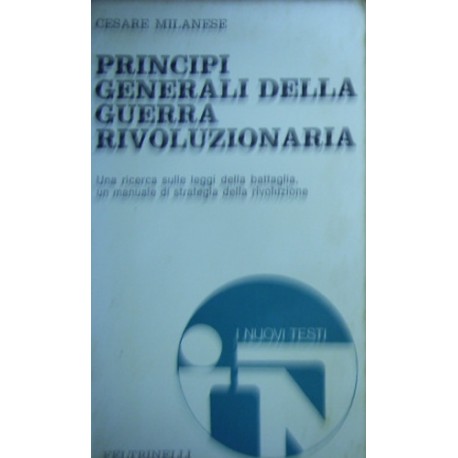 CESARE MILANESE
PRINCIPI
GENERALI DELLA
GUERRA
RIVOLUZIONARIA
Una ricerca sulle leggi della battaglia,
un manuale di strategia della rivoluzione
I NUOVI TESTI
FELTRINELLI